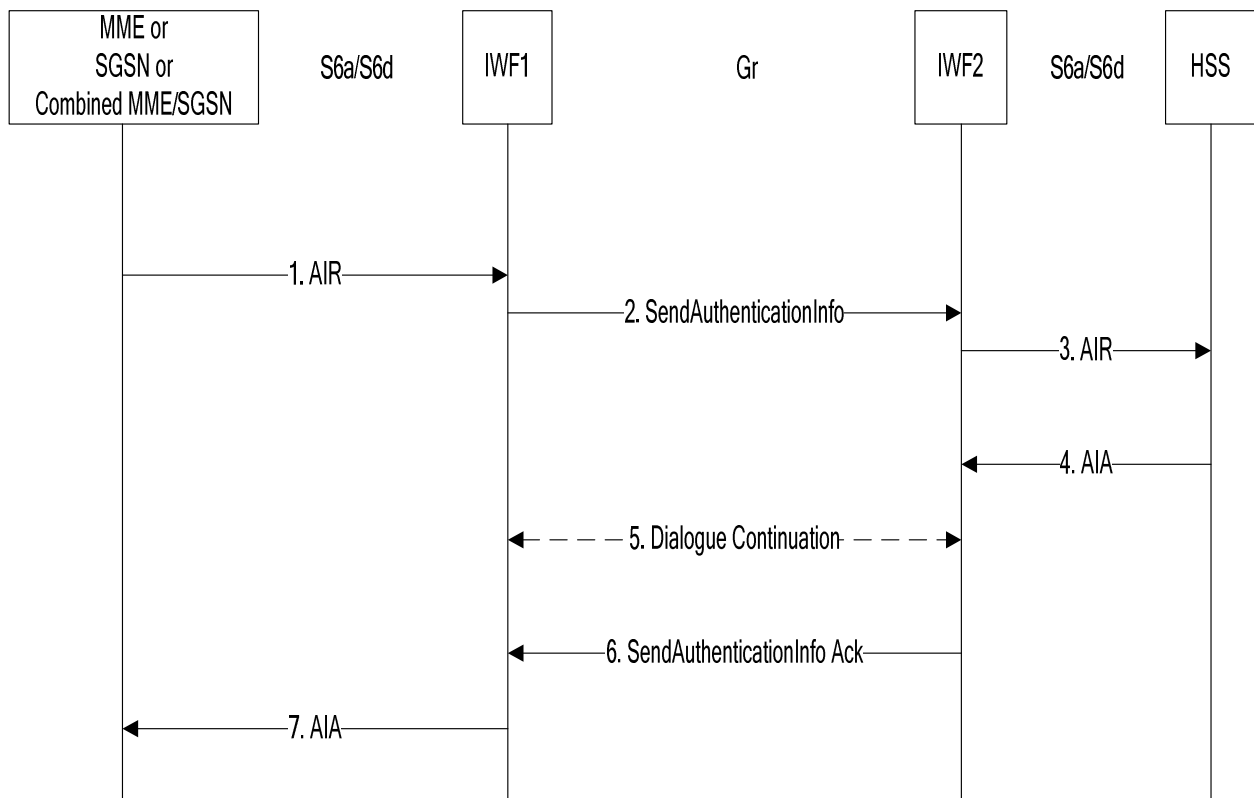 MME or
SGSN or
Combined MME/SGSN
S6a/S6d
IWF1
Gr
IWF2
S6a/S6d
HSS
1. AIR
2. SendAuthenticationInfo
3. AIR
4. AIA
5. Dialogue Continuation
6. SendAuthenticationInfo Ack
7. AIA